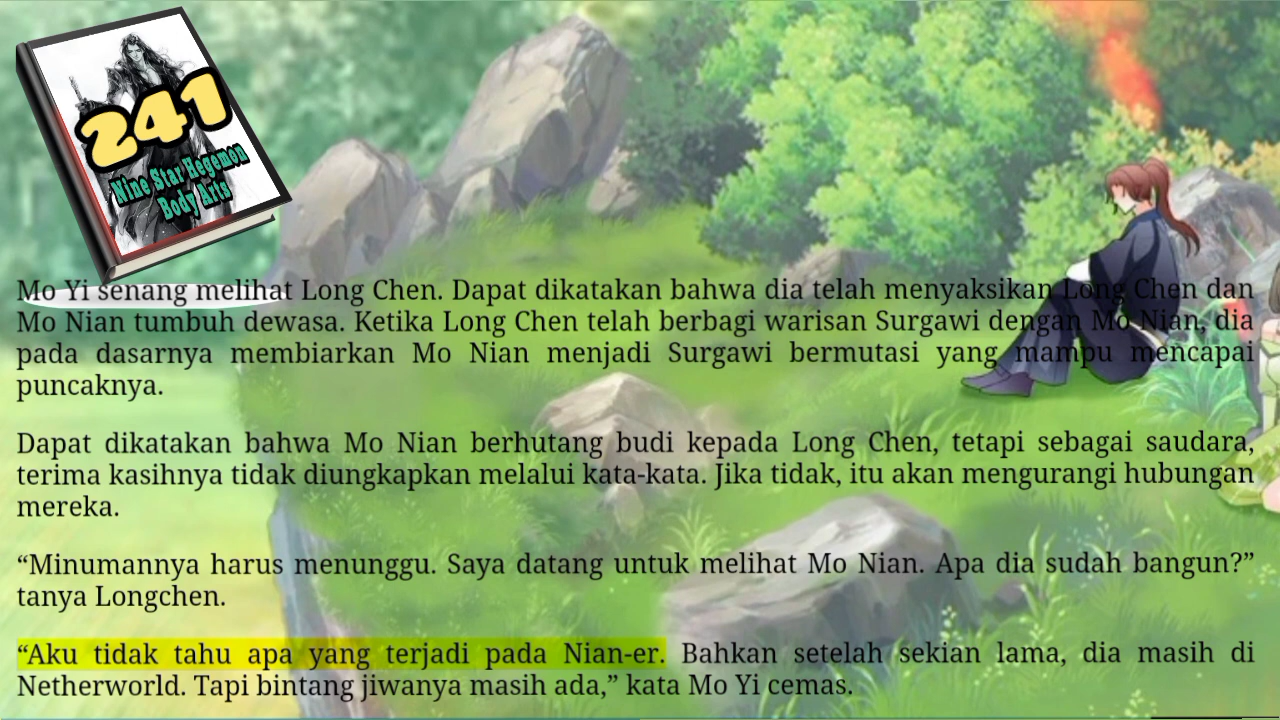 241
Nine Star Hegemon
Body Arts
Mo Yi senang melihat Long Chen. Dapat dikatakan bahwa dia telah menyaksikan Long Chen dan
Mo Nian tumbuh dewasa. Ketika Long Chen telah berbagi warisan Surgawi dengan Mo Nian, dia
pada dasarnya membiarkan Mo Nian menjadi Surgawi bermutasi yang mampu mencapai
puncaknya.
Dapat dikatakan bahwa Mo Nian berhutang budi kepada Long Chen, tetapi sebagai saudara,
terima kasihnya tidak diungkapkan melalui kata-kata. Jika tidak, itu akan mengurangi hubungan
mereka.
“Minumannya harus menunggu. Saya datang untuk melihat Mo Nian. Apa dia sudah bangun?”
tanya Longchen.
“Aku tidak tahu apa yang terjadi pada Nian-er. Bahkan setelah sekian lama, dia masih di
Netherworld. Tapi bintang jiwanya masih ada,” kata Mo Yi cemas.